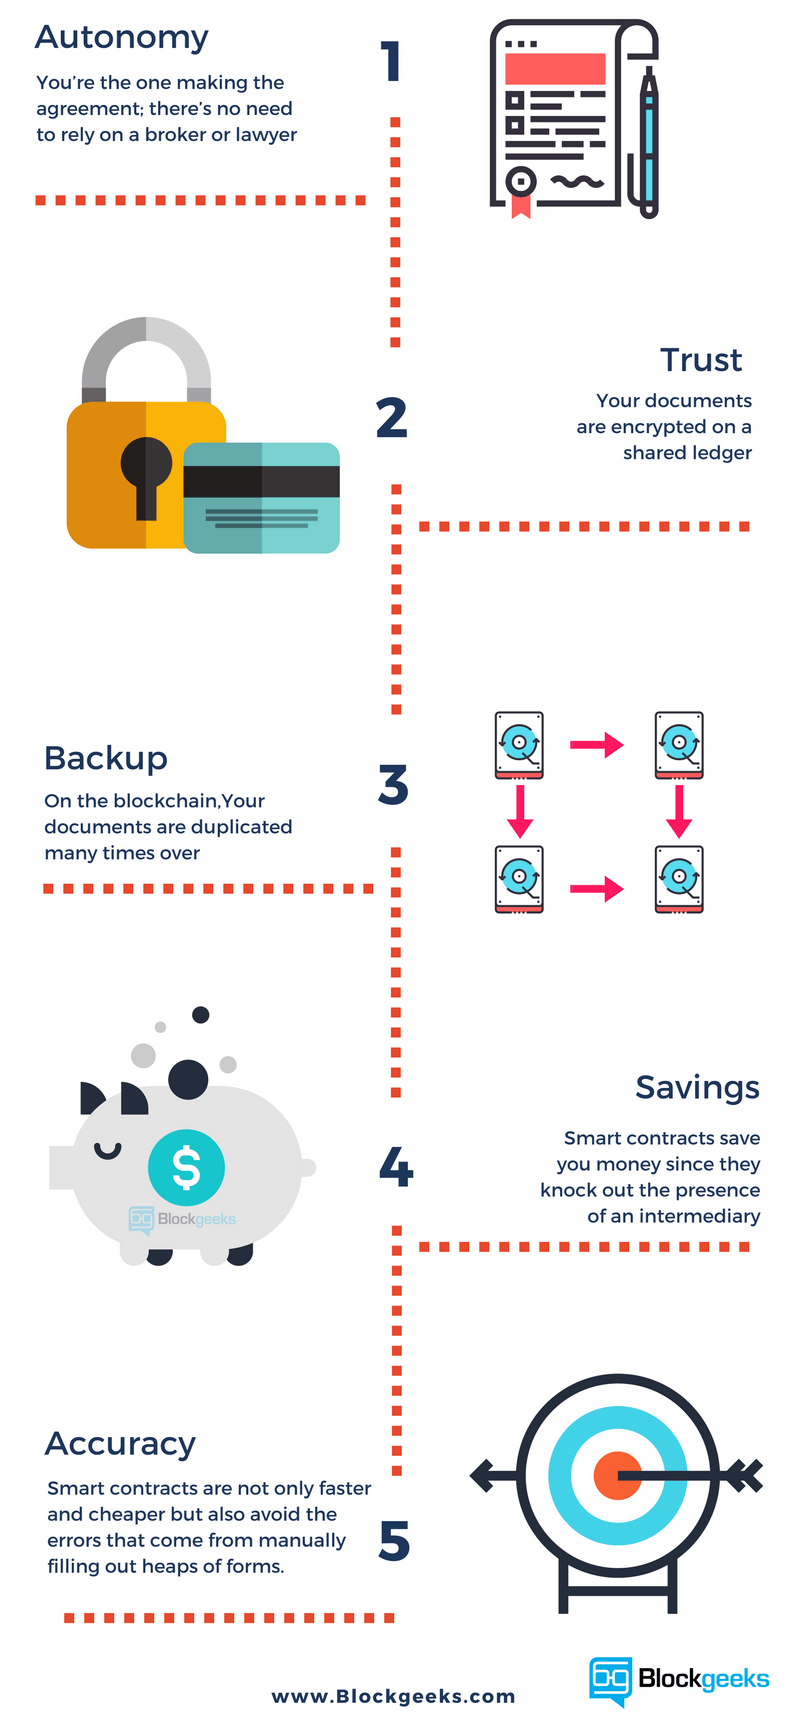 Autonomy
1
You're the one making the
agreement; there's no need
to rely on a broker or lawyer
Trust
2
Your documents
are encrypted on a
shared ledger
Backup
3
On the blockchain,Your
documents are duplicated
many times over
Savings
4
Smart contracts save
you money since they
knock out the presence
of an intermediary
$
Blockgeeks
Accuracy
5
Smart contracts are not only faster
and cheaper but also avoid the
errors that come from manually
filling out heaps of forms.
www.Blockgeeks.com
Blockgeeks